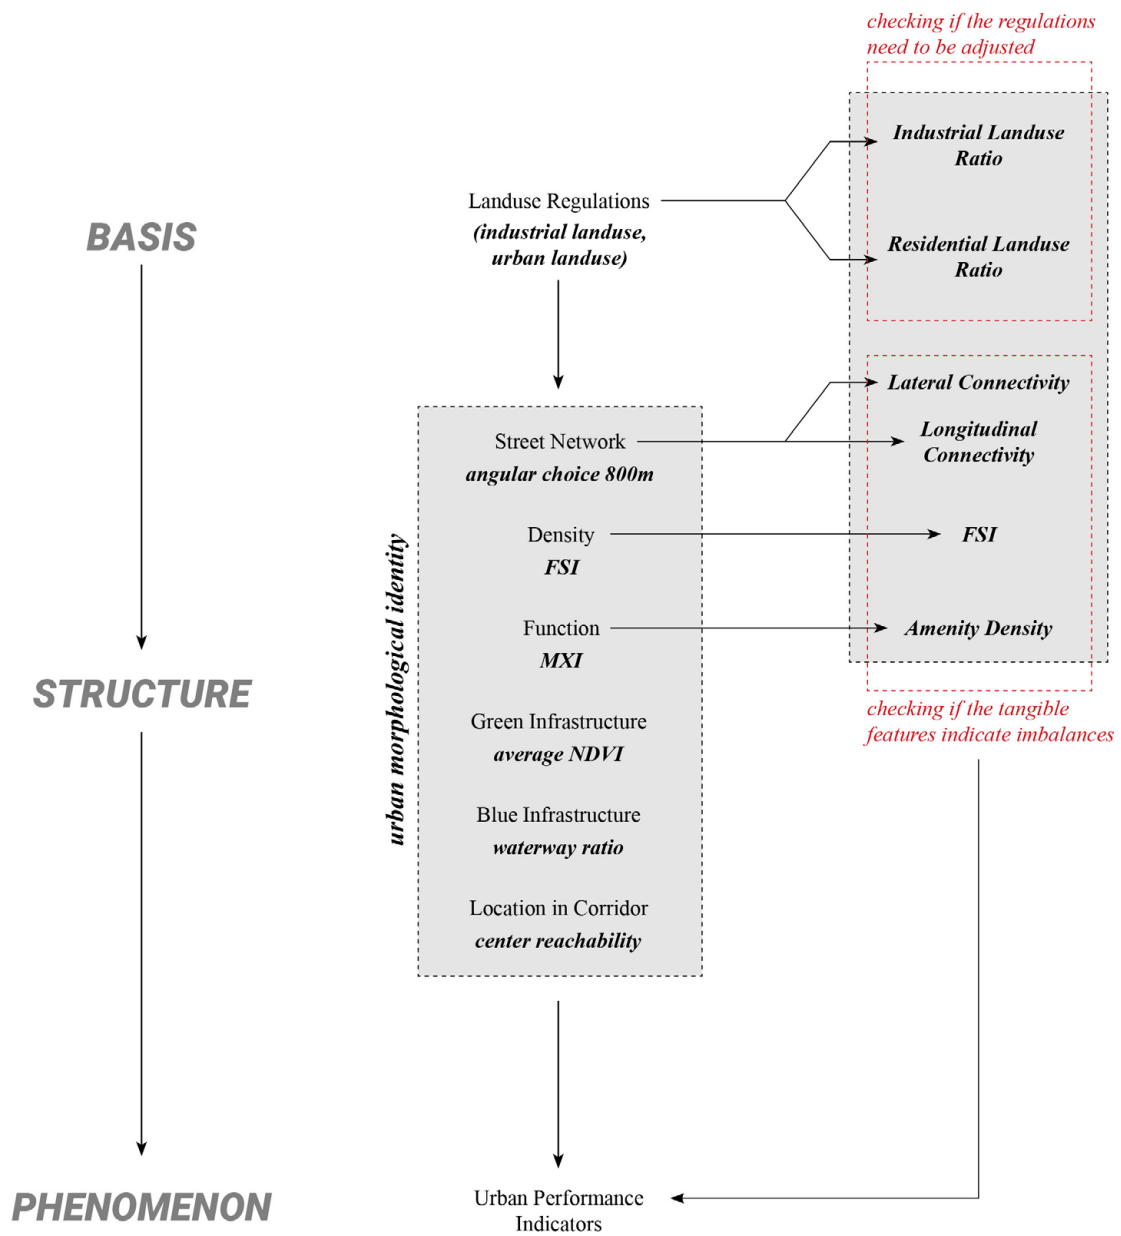 checking if the regulations
need to be adjusted
Industrial Landuse
Ratio
Landuse Regulations
(industrial landuse,
urban landuse)
BASIS
Residential Landuse
Ratio
Lateral Connectivity
Street Network
angular choice 800m
Longitudinal
Connectivity
Density
FSI
FSI
Function
MXI
Amenity Density
urban morphological identity
STRUCTURE
Green Infrastructure
average NDVI
checking if the tangible
features indicate imbalances
Blue Infrastructure
waterway ratio
Location in Corridor
center reachability
PHENOMENON
Urban Performance
Indicators